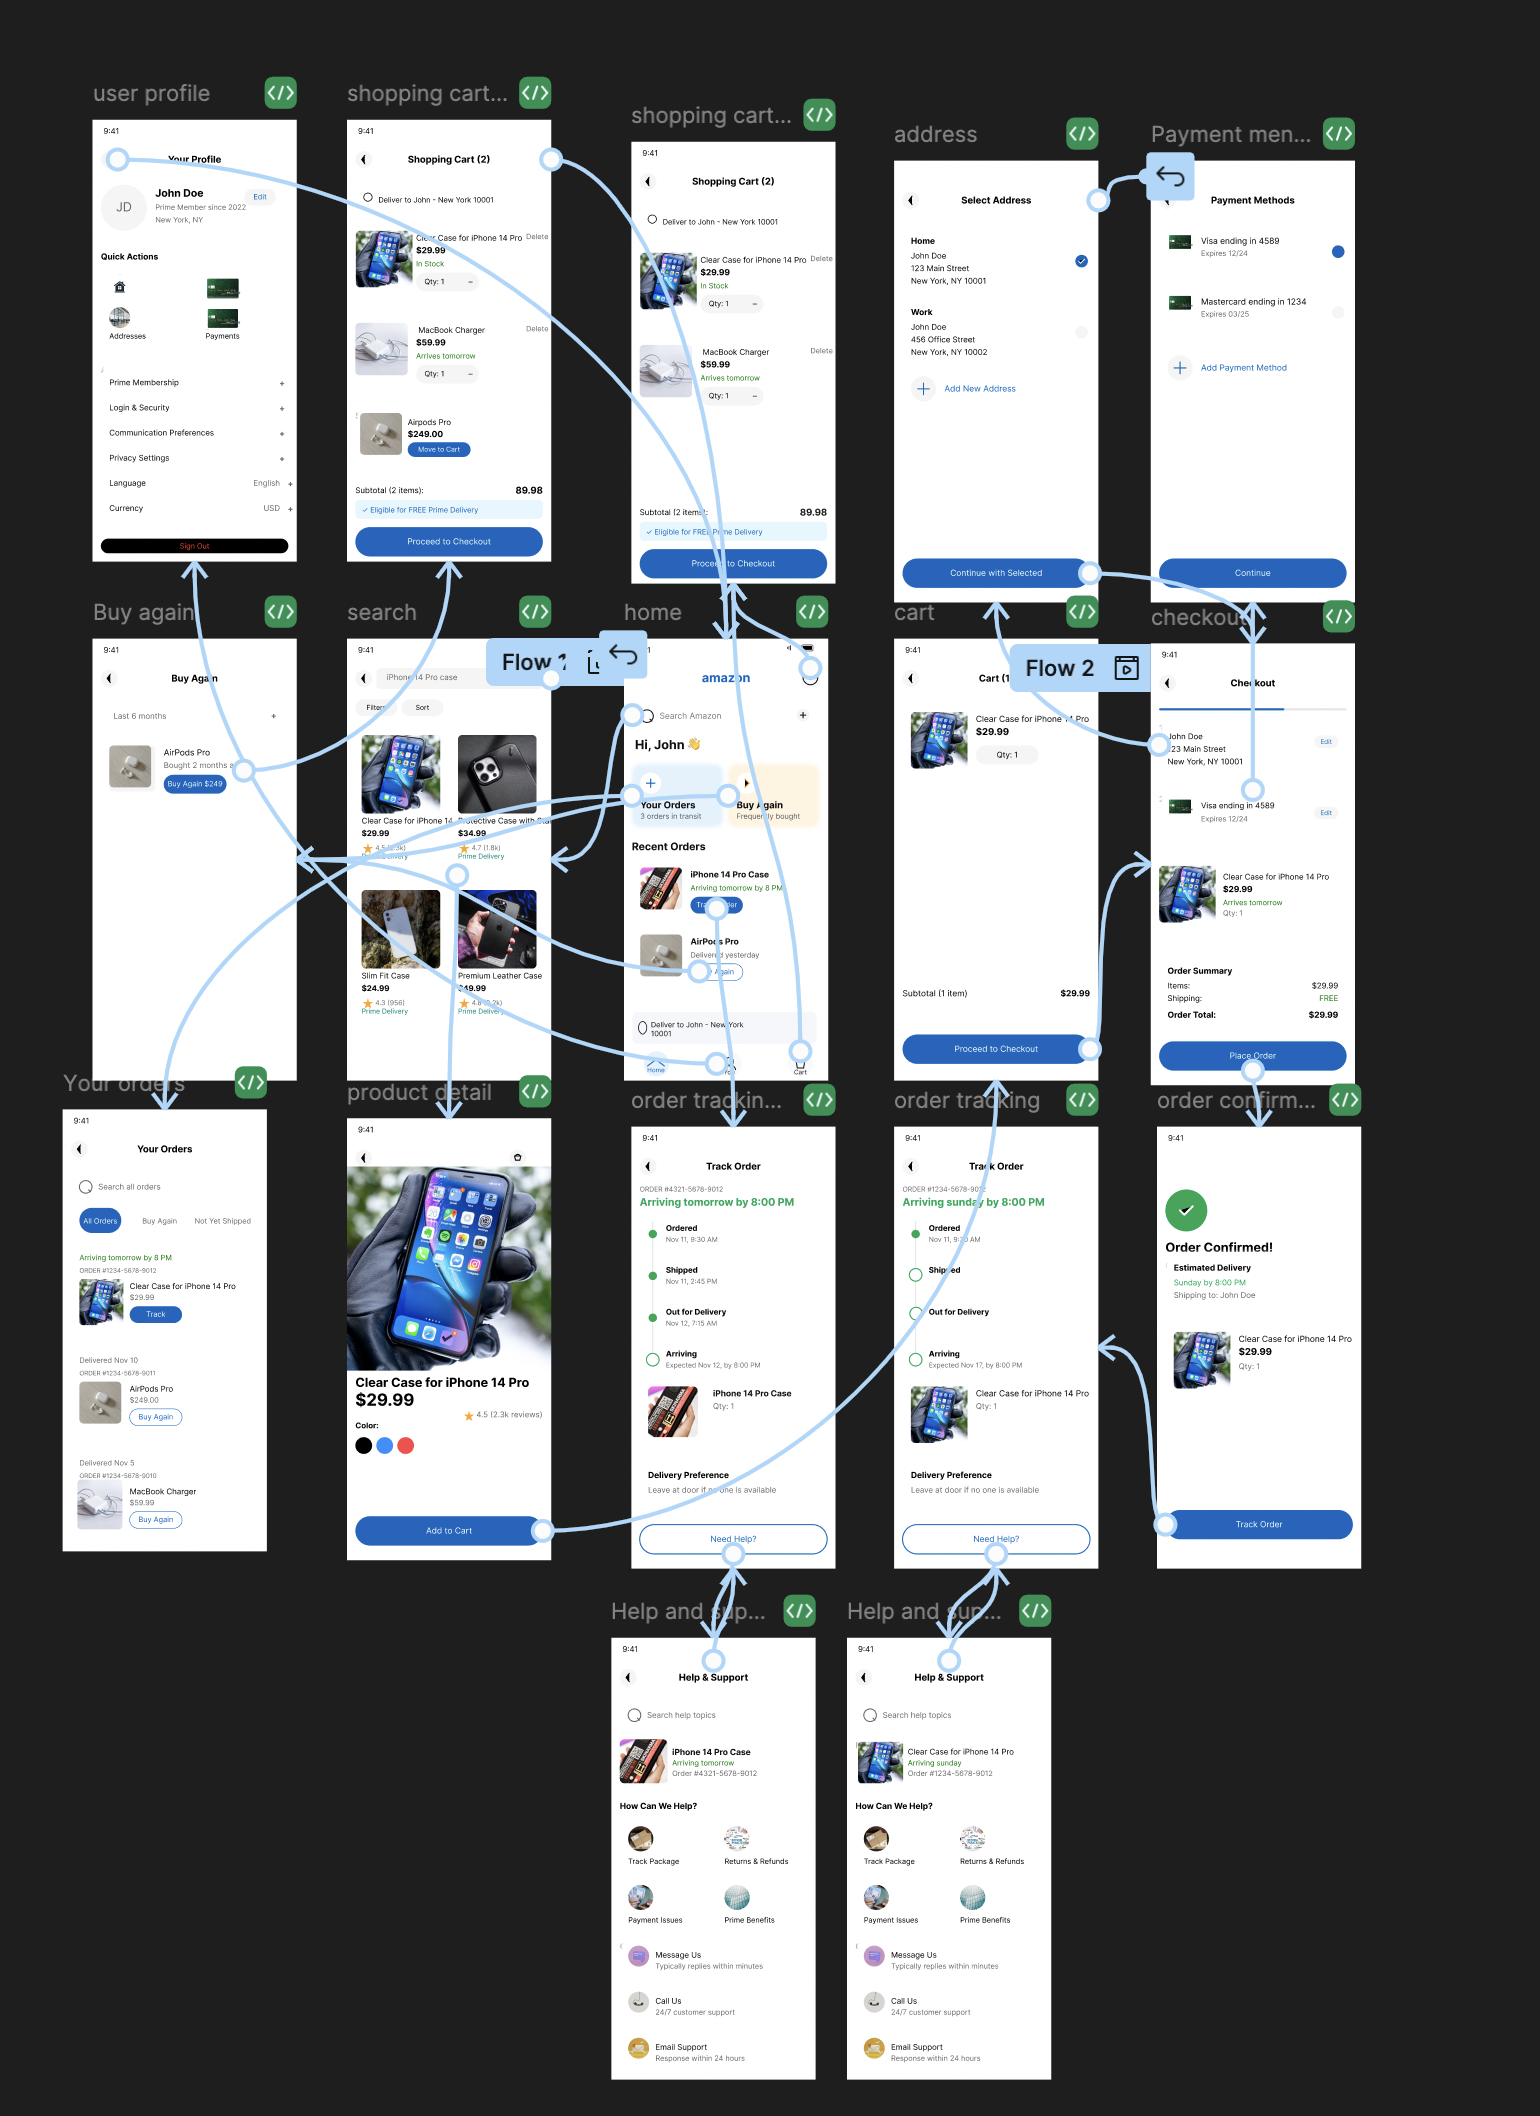 user profile
9:41
Your Profile
JD
John Doe
Edit
Prime Member since 2022
New York, NY
Quick Actions
Addresses
Payments
Prime Membership +
Login & Security +
Communication Preferences +
Privacy Settings +
Language English +
Currency USD +
Sign Out
shopping cart...
9:41
Shopping Cart (2)
Deliver to John - New York 10001
Clear Case for iPhone 14 Pro Delete
$29.99
In Stock
Qty: 1 –
MacBook Charger Delete
$59.99
Arrives tomorrow
Qty: 1 –
Airpods Pro
$249.00
Move to Cart
Subtotal (2 items): 89.98
✓ Eligible for FREE Prime Delivery
Proceed to Checkout
shopping cart...
9:41
Shopping Cart (2)
Deliver to John - New York 10001
Clear Case for iPhone 14 Pro Delete
$29.99
In Stock
Qty: 1 –
MacBook Charger Delete
$59.99
Arrives tomorrow
Qty: 1 –
Subtotal (2 items): 89.98
✓ Eligible for FREE Prime Delivery
Proceed to Checkout
address
Select Address
Home
John Doe
123 Main Street
New York, NY 10001
Work
John Doe
456 Office Street
New York, NY 10002
Add New Address
Continue with Selected
Payment men...
Payment Methods
Visa ending in 4589
Expires 12/24
Mastercard ending in 1234
Expires 03/25
Add Payment Method
Continue
Buy again
9:41
Buy Again
Last 6 months +
AirPods Pro
Bought 2 months a
Buy Again $249
search
9:41
iPhone 14 Pro case
Filters
Sort
Clear Case for iPhone 14
$29.99
4.5 (2.3k)
Prime Delivery
Protective Case with Sta
$34.99
4.7 (1.8k)
Prime Delivery
Slim Fit Case
$24.99
4.3 (956)
Prime Delivery
Premium Leather Case
$49.99
4.8 (3.2k)
Prime Delivery
Flow 1
home
amazon
Search Amazon +
Hi, John 👋
Your Orders
3 orders in transit
Buy Again
Frequently bought
Recent Orders
iPhone 14 Pro Case
Arriving tomorrow by 8 PM
Track Order
AirPods Pro
Delivered yesterday
Buy Again
Deliver to John - New York
10001
Home
You
Cart
cart
9:41
Cart (1
Clear Case for iPhone 14 Pro
$29.99
Qty: 1
Subtotal (1 item) $29.99
Proceed to Checkout
Flow 2
checkout
9:41
Checkout
John Doe
123 Main Street
New York, NY 10001
Edit
Visa ending in 4589
Expires 12/24
Edit
Clear Case for iPhone 14 Pro
$29.99
Arrives tomorrow
Qty: 1
Order Summary
Items: $29.99
Shipping: FREE
Order Total: $29.99
Place Order
Your orders
9:41
Your Orders
Search all orders
All Orders
Buy Again
Not Yet Shipped
Arriving tomorrow by 8 PM
ORDER #1234-5678-9012
Clear Case for iPhone 14 Pro
$29.99
Track
Delivered Nov 10
ORDER #1234-5678-9011
AirPods Pro
$249.00
Buy Again
Delivered Nov 5
ORDER #1234-5678-9010
MacBook Charger
$59.99
Buy Again
product detail
9:41
Clear Case for iPhone 14 Pro
$29.99
4.5 (2.3k reviews)
Color:
Add to Cart
order trackin...
9:41
Track Order
ORDER #4321-5678-9012
Arriving tomorrow by 8:00 PM
Ordered
Nov 11, 9:30 AM
Shipped
Nov 11, 2:45 PM
Out for Delivery
Nov 12, 7:15 AM
Arriving
Expected Nov 12, by 8:00 PM
iPhone 14 Pro Case
Qty: 1
Delivery Preference
Leave at door if no one is available
Need Help?
order tracking
9:41
Track Order
ORDER #1234-5678-9012
Arriving sunday by 8:00 PM
Ordered
Nov 11, 9:30 AM
Shipped
Out for Delivery
Arriving
Expected Nov 17, by 8:00 PM
Clear Case for iPhone 14 Pro
Qty: 1
Delivery Preference
Leave at door if no one is available
Need Help?
order confirm...
9:41
Order Confirmed!
Estimated Delivery
Sunday by 8:00 PM
Shipping to: John Doe
Clear Case for iPhone 14 Pro
$29.99
Qty: 1
Track Order
Help and sup...
9:41
Help & Support
Search help topics
iPhone 14 Pro Case
Arriving tomorrow
Order #4321-5678-9012
How Can We Help?
Track Package
Returns & Refunds
Payment Issues
Prime Benefits
Message Us
Typically replies within minutes
Call Us
24/7 customer support
Email Support
Response within 24 hours
Help and sup...
9:41
Help & Support
Search help topics
Clear Case for iPhone 14 Pro
Arriving sunday
Order #1234-5678-9012
How Can We Help?
Track Package
Returns & Refunds
Payment Issues
Prime Benefits
Message Us
Typically replies within minutes
Call Us
24/7 customer support
Email Support
Response within 24 hours